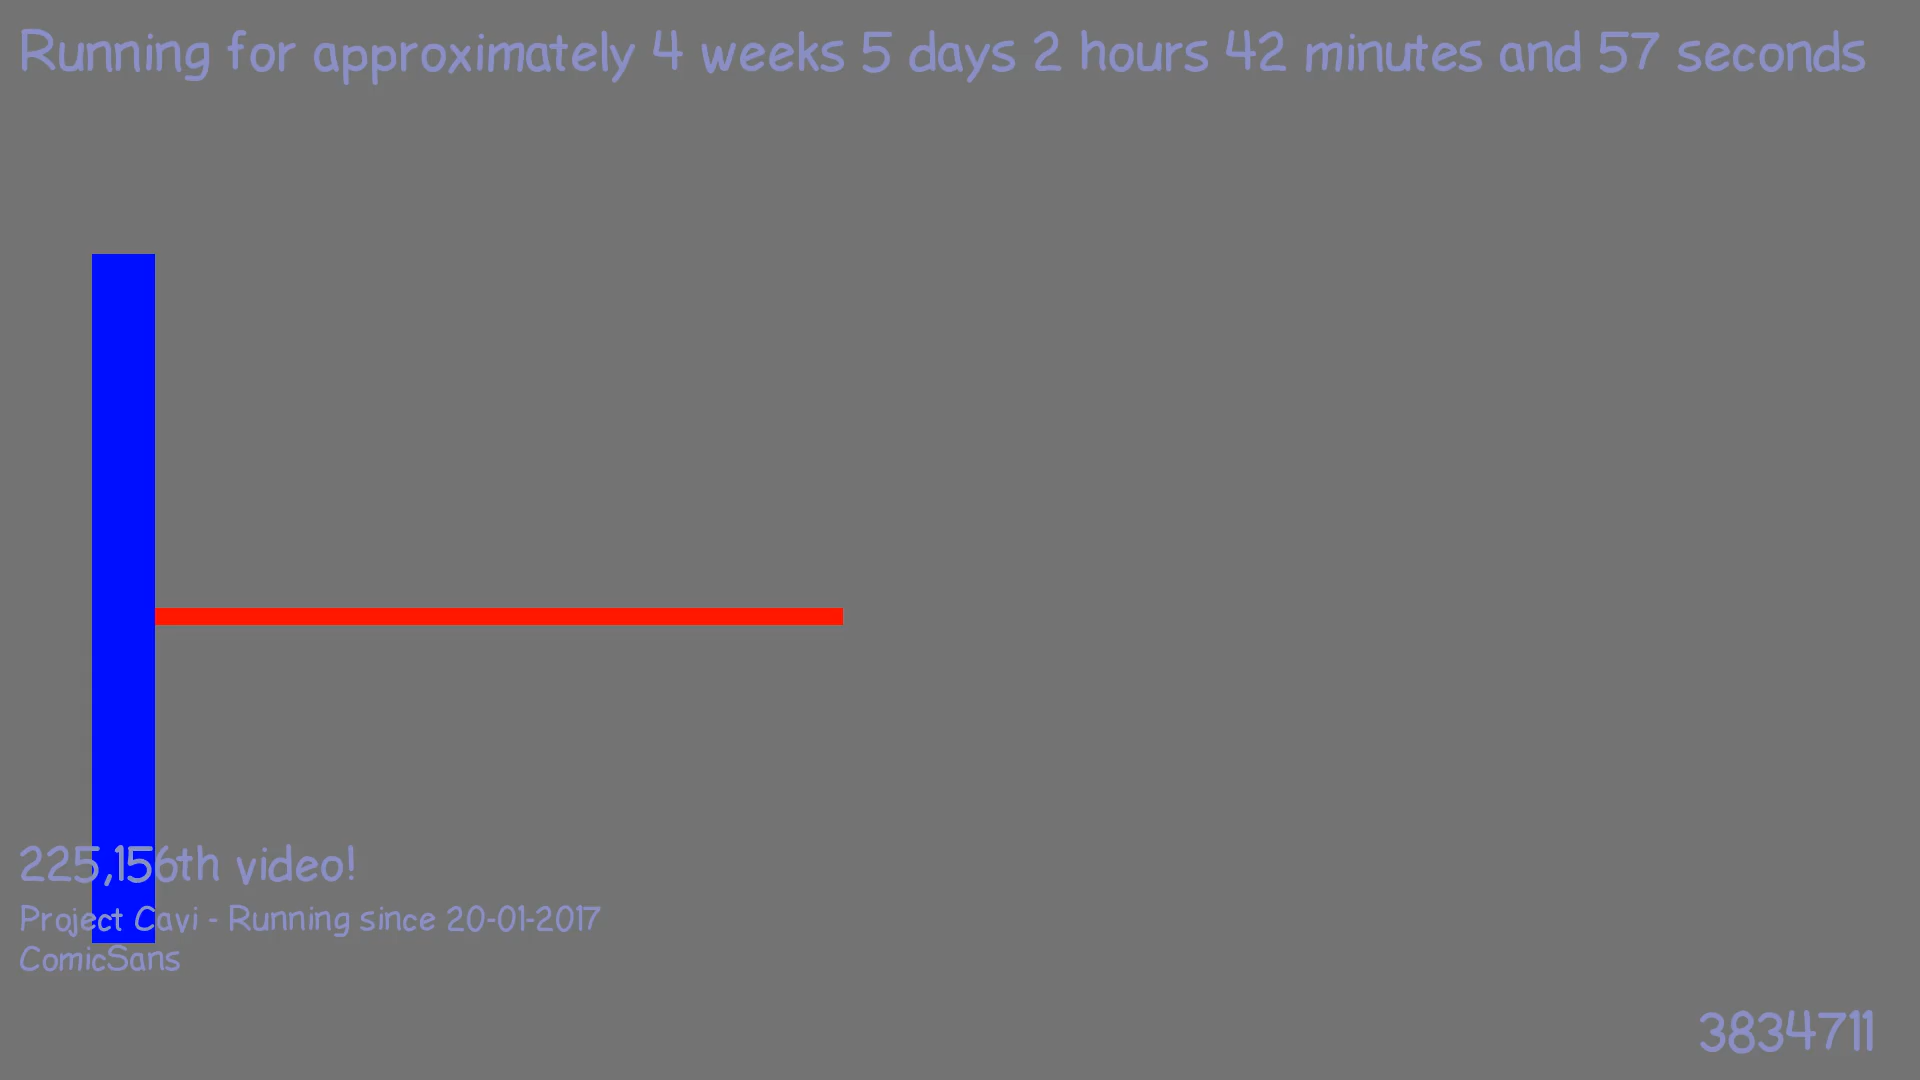 Running for approximately 4 weeks 5 days 2 hours 42 minutes and 57 seconds
225,156th video!
Project Cavi - Running since 20-01-2017
ComicSans
3834711